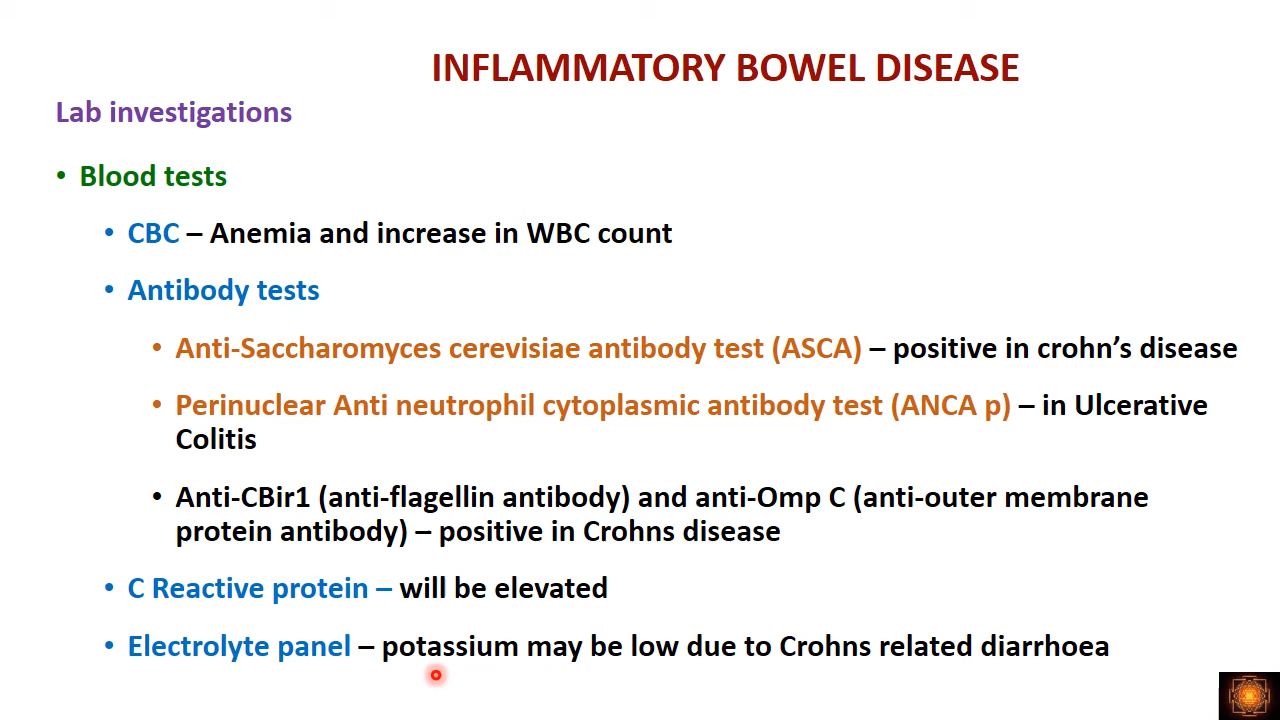 INFLAMMATORY BOWEL DISEASE
Lab investigations
• Blood tests
• CBC – Anemia and increase in WBC count
• Antibody tests
• Anti-Saccharomyces cerevisiae antibody test (ASCA) – positive in crohn’s disease
• Perinuclear Anti neutrophil cytoplasmic antibody test (ANCA p) – in Ulcerative
Colitis
• Anti-CBir1 (anti-flagellin antibody) and anti-Omp C (anti-outer membrane
protein antibody) – positive in Crohns disease
• C Reactive protein – will be elevated
• Electrolyte panel – potassium may be low due to Crohns related diarrhoea